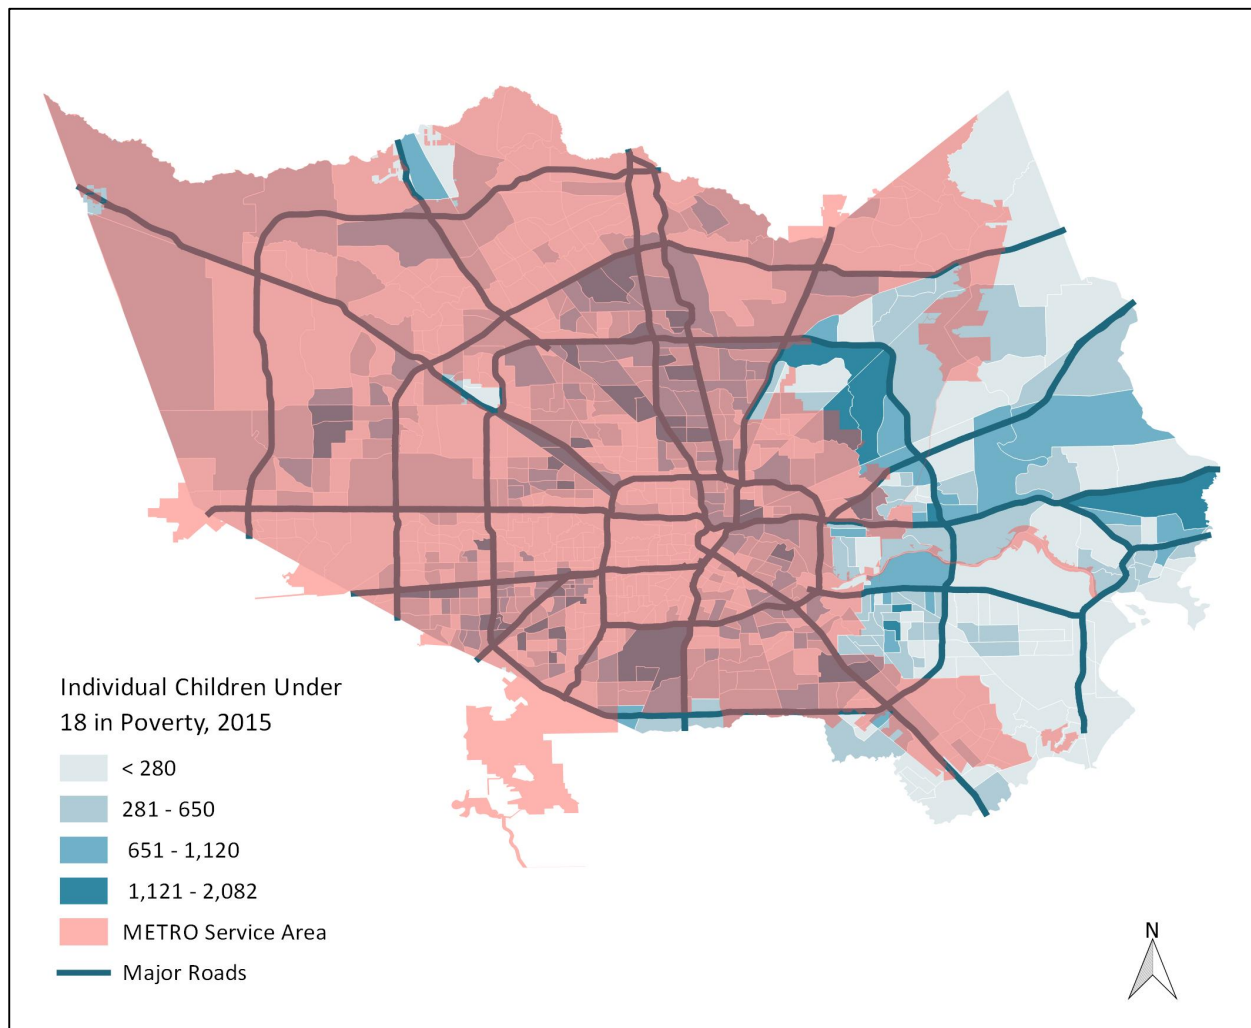 Individual Children Under
18 in Poverty, 2015
< 280
281 - 650
651 - 1,120
1,121 - 2,082
METRO Service Area
Major Roads
N